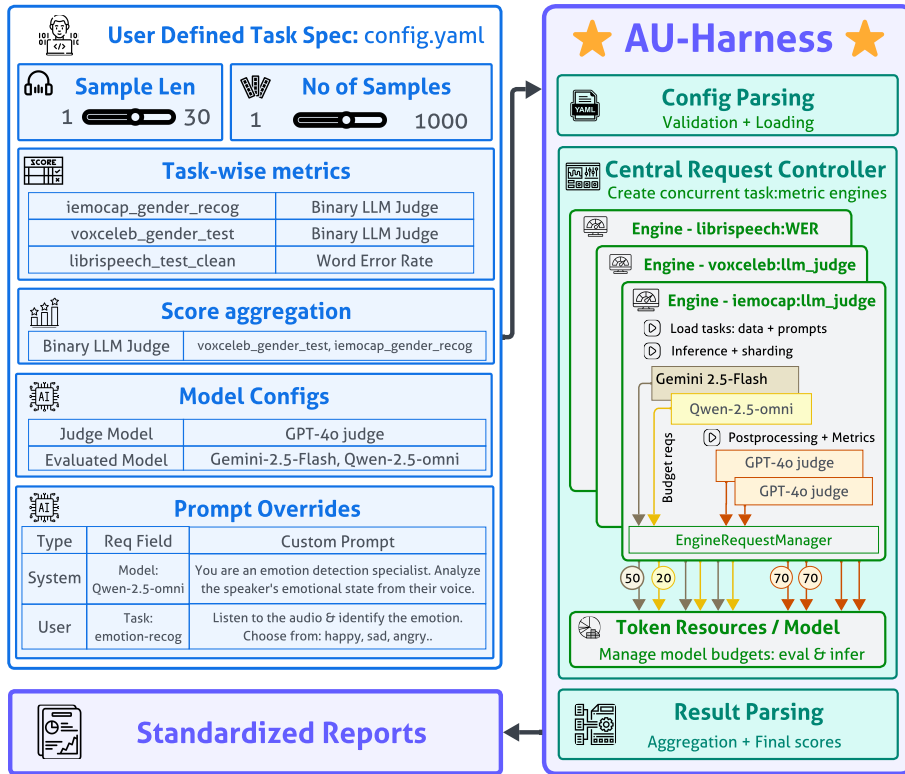 User Defined Task Spec: config.yaml
Sample Len
1 30
No of Samples
1 1000
SCORE
Task-wise metrics
iemocap_gender_recog Binary LLM Judge
voxceleb_gender_test Binary LLM Judge
librispeech_test_clean Word Error Rate
Score aggregation
Binary LLM Judge voxceleb_gender_test, iemocap_gender_recog
AI
Model Configs
Judge Model GPT-4o judge
Evaluated Model Gemini-2.5-Flash, Qwen-2.5-omni
AI
Prompt Overrides
Type Req Field Custom Prompt
System
Model:
Qwen-2.5-omni
You are an emotion detection specialist. Analyze
the speaker's emotional state from their voice.
User
Task:
emotion-recog
Listen to the audio & identify the emotion.
Choose from: happy, sad, angry..
Standardized Reports
AU-Harness
YAML
Config Parsing
Validation + Loading
Central Request Controller
Create concurrent task:metric engines
Engine - librispeech:WER
Engine - voxceleb:llm_judge
Engine - iemocap:llm_judge
Load tasks: data + prompts
Inference + sharding
Gemini 2.5-Flash
Qwen-2.5-omni
Budget reqs
Postprocessing + Metrics
GPT-4o judge
GPT-4o judge
EngineRequestManager
50 20 70 70
Token Resources / Model
Manage model budgets: eval & infer
Result Parsing
Aggregation + Final scores